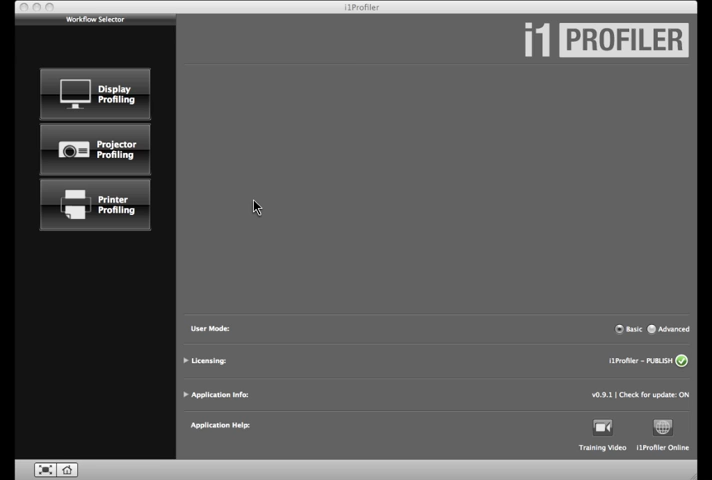 i1Profiler
Workflow Selector
i1 PROFILER
Display
Profiling
Projector
Profiling
Printer
Profiling
User Mode:
Basic
Advanced
Licensing:
i1Profiler – PUBLISH
Application Info:
v0.9.1 | Check for update: ON
Application Help:
Training Video
i1Profiler Online